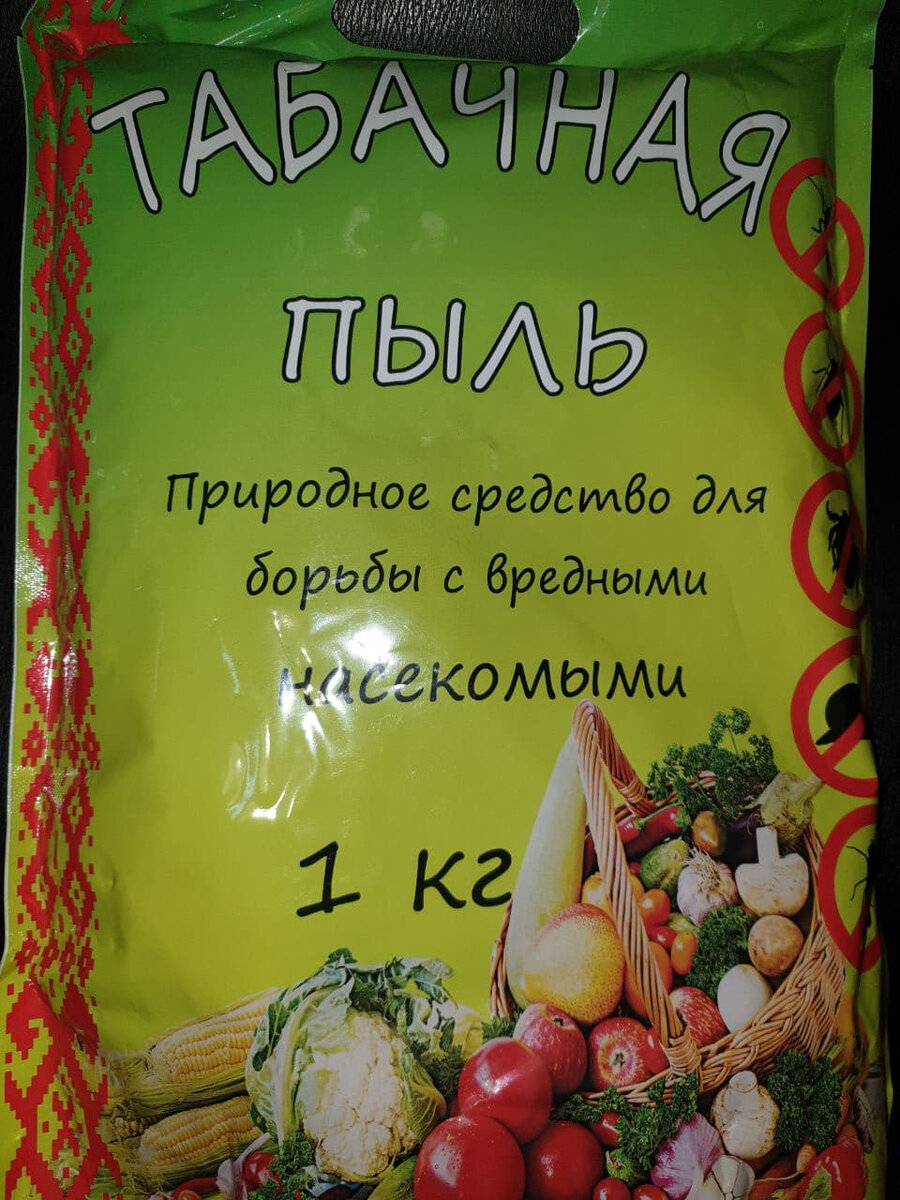 ТАБАЧНАЯ
ПЫЛЬ
Природное средство для
борьбы с вредными
насекомыми
1 кг